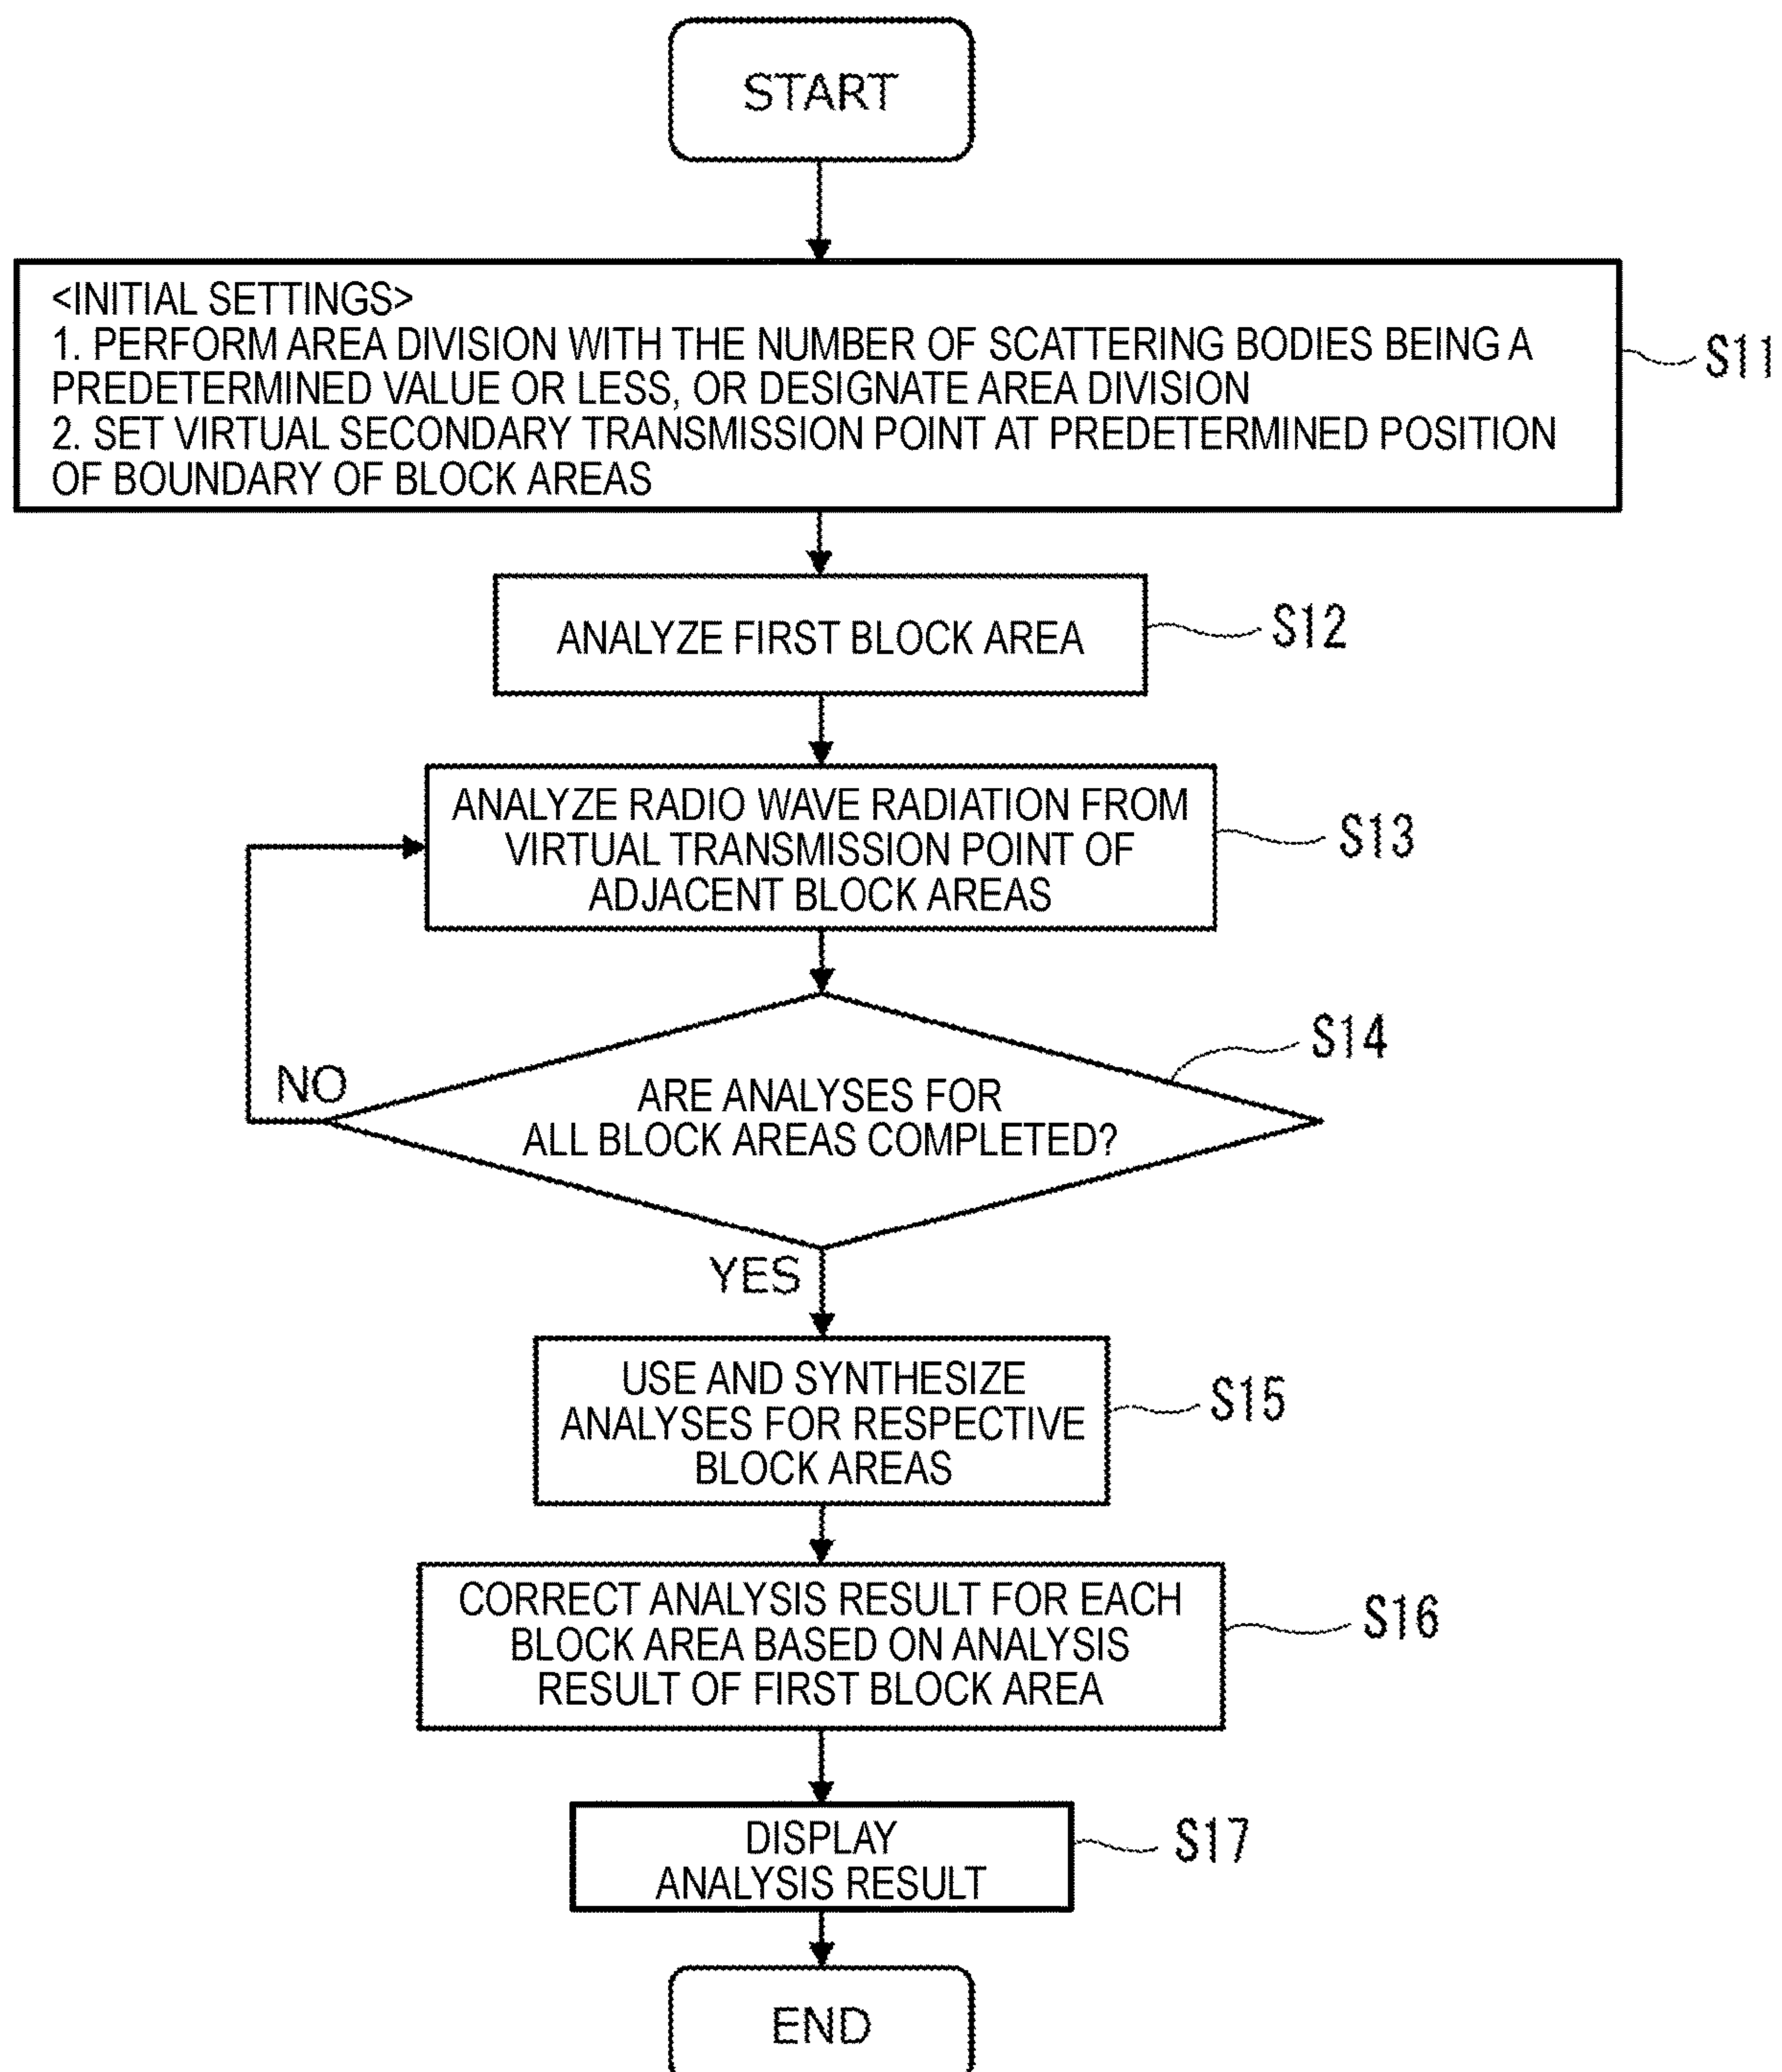 START
<INITIAL SETTINGS>
1. PERFORM AREA DIVISION WITH THE NUMBER OF SCATTERING BODIES BEING A
PREDETERMINED VALUE OR LESS, OR DESIGNATE AREA DIVISION
2. SET VIRTUAL SECONDARY TRANSMISSION POINT AT PREDETERMINED POSITION
OF BOUNDARY OF BLOCK AREAS
S11
ANALYZE FIRST BLOCK AREA
S12
ANALYZE RADIO WAVE RADIATION FROM
VIRTUAL TRANSMISSION POINT OF
ADJACENT BLOCK AREAS
S13
ARE ANALYSES FOR
ALL BLOCK AREAS COMPLETED?
S14
NO
YES
USE AND SYNTHESIZE
ANALYSES FOR RESPECTIVE
BLOCK AREAS
S15
CORRECT ANALYSIS RESULT FOR EACH
BLOCK AREA BASED ON ANALYSIS
RESULT OF FIRST BLOCK AREA
S16
DISPLAY
ANALYSIS RESULT
S17
END